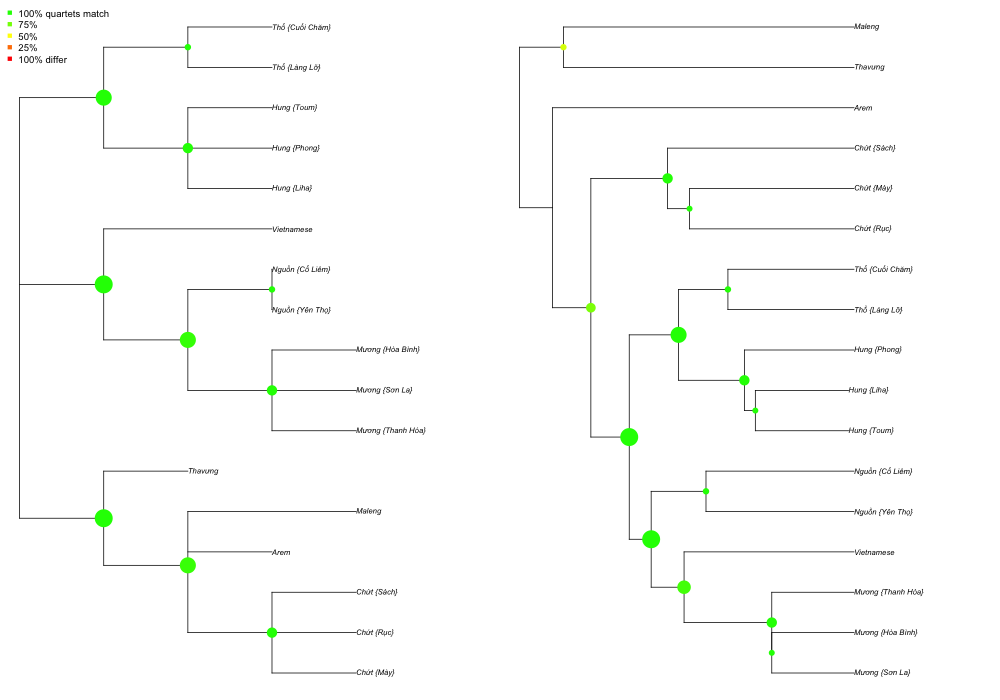 100% quartets match
75%
50%
25%
100% differ
Thổ {Cuối Chăm}
Thổ {Làng Lỡ}
Hung {Toum}
Hung {Phong}
Hung {Liha}
Vietnamese
Nguồn {Cổ Liêm}
Nguồn {Yên Thọ}
Mương {Hòa Bình}
Mương {Sơn La}
Mương {Thanh Hóa}
Thavưng
Maleng
Arem
Chứt {Sách}
Chứt {Rục}
Chứt {Mày}
Maleng
Thavưng
Arem
Chứt {Sách}
Chứt {Mày}
Chứt {Rục}
Thổ {Cuối Chăm}
Thổ {Làng Lỡ}
Hung {Phong}
Hung {Liha}
Hung {Toum}
Nguồn {Cổ Liêm}
Nguồn {Yên Thọ}
Vietnamese
Mương {Thanh Hóa}
Mương {Hòa Bình}
Mương {Sơn La}